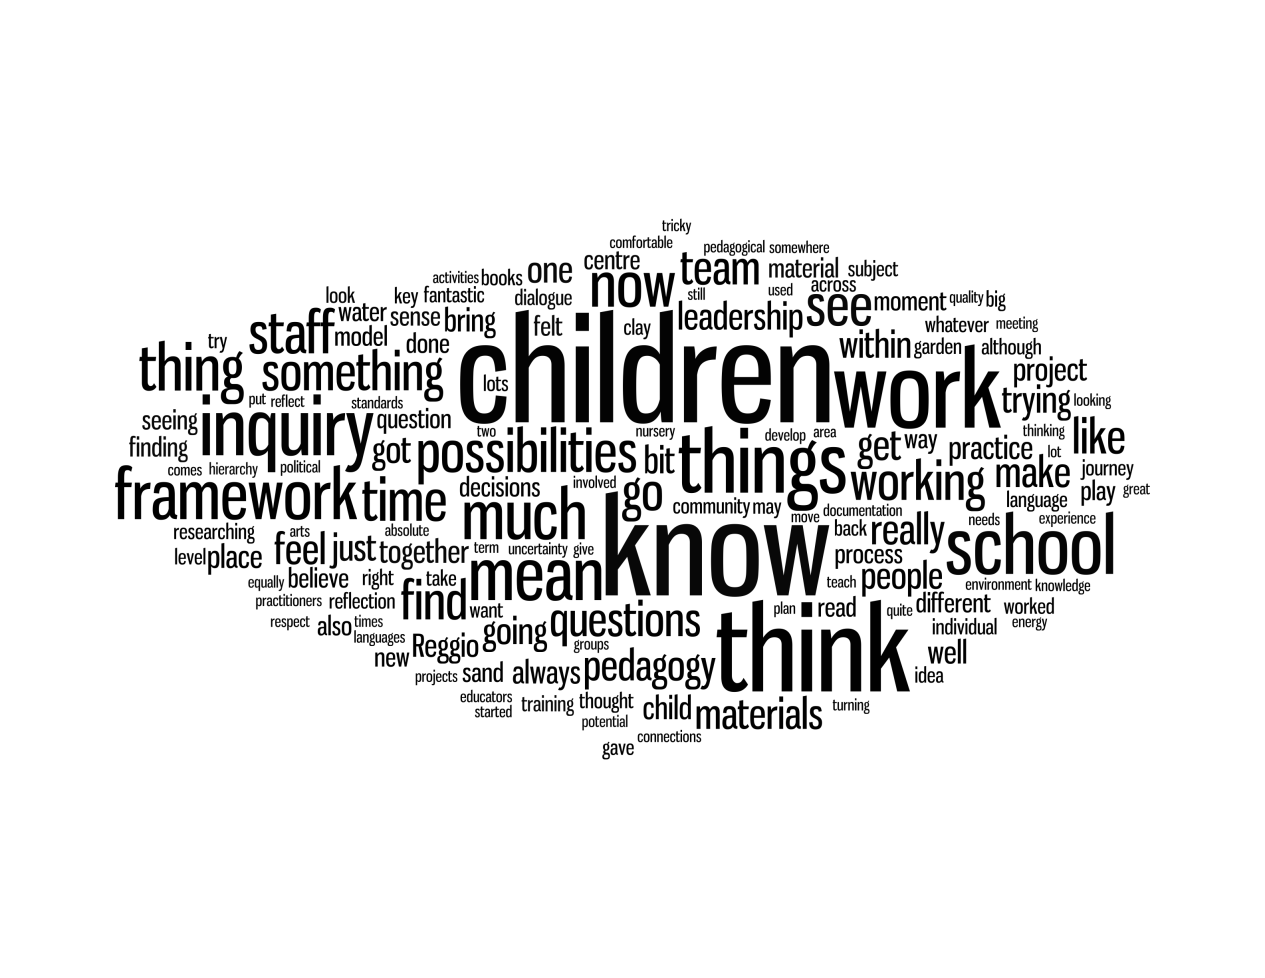 tricky
comfortable
pedagogical somewhere
centre
activities books one now team material subject
look key fantastic dialogue still used across
water sense bring felt clay leadership see moment quality big
staff model done children within garden whatever meeting
try although
thing something lots work project
put reflect standards trying looking
seeing inquiry question two nursery develop area thinking like
finding got possibilities bit things get way practice lot
comes hierarchy political working make journey
framework time decisions involved go community may language play great
much move documentation
researching arts absolute know back really needs experience
level place feel just together term uncertainty give process school
equally believe right take mean teach people environment knowledge
practitioners reflection find want plan read quite different worked
respect also times going questions think individual energy
languages Reggio groups
new well
projects sand always pedagogy idea
educators training thought child materials turning
started potential
connections
gave